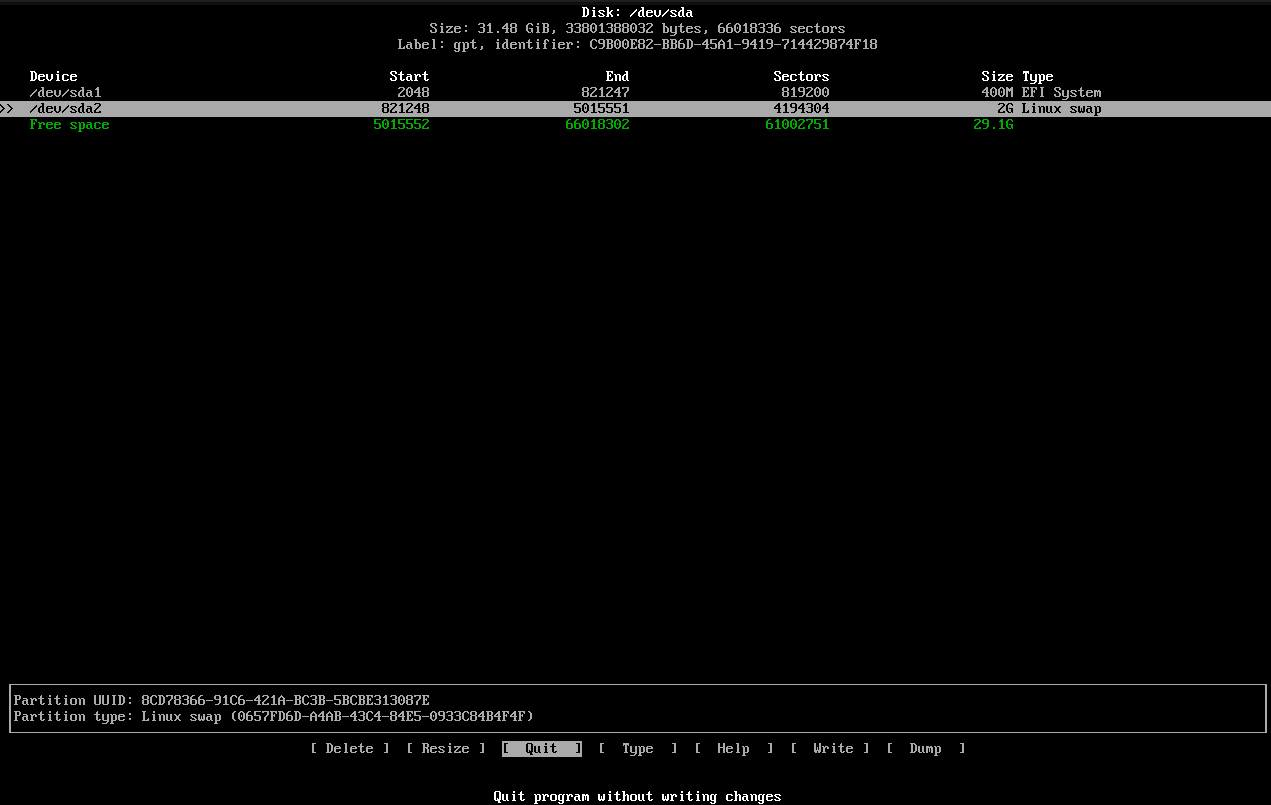 Disk: /dev/sda
Size: 31.48 GiB, 33801388032 bytes, 66018336 sectors
Label: gpt, identifier: C9B00E82-BB6D-45A1-9419-714429874F18
Device Start End Sectors Size Type
/dev/sda1 2048 821247 819200 400M EFI System
>> /dev/sda2 821248 5015551 4194304 2G Linux swap
Free space 5015552 66018302 61002751 29.1G
Partition UUID: 8CD78366-91C6-421A-BC3B-5BCBE313087E
Partition type: Linux swap (0657FD6D-A4AB-43C4-84E5-0933C84B4F4F)
[ Delete ] [ Resize ] [ Quit ] [ Type ] [ Help ] [ Write ] [ Dump ]
Quit program without writing changes